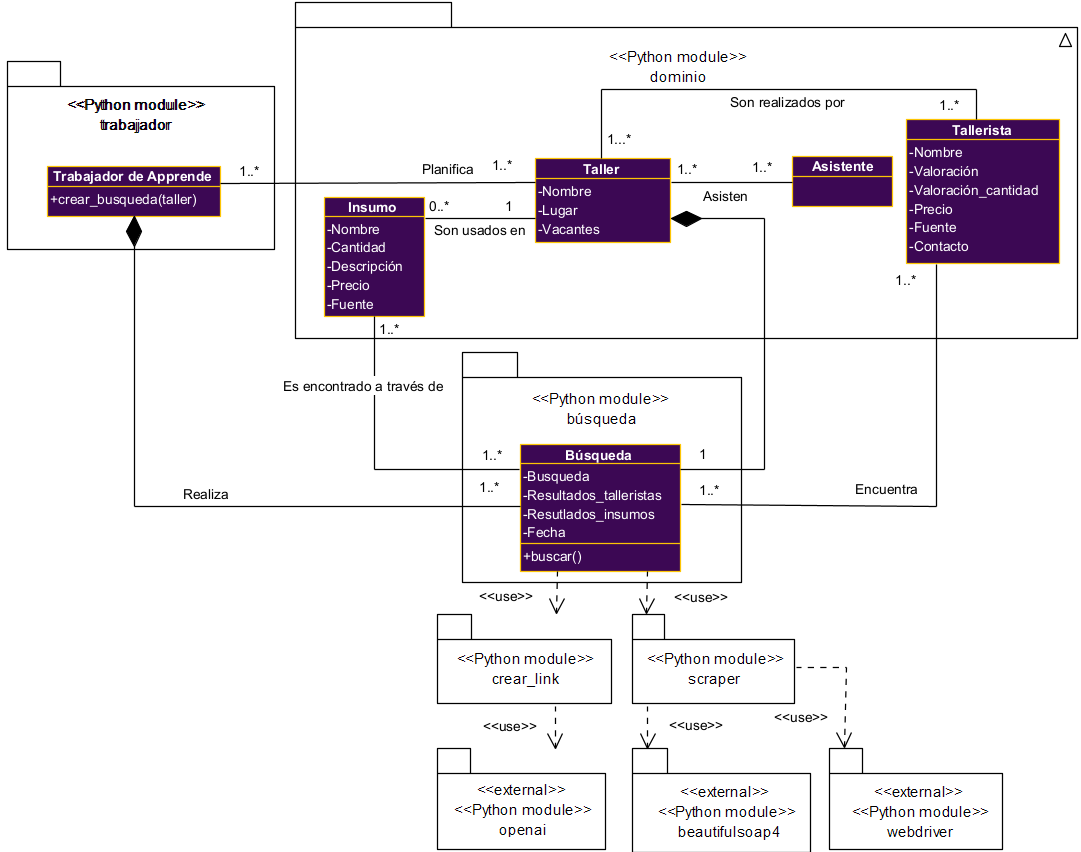 <<Python module>>
dominio
Son realizados por
1..*
1...*
<<Python module>>
trabajador
Trabajador de Apprende
+crear_busqueda(taller)
1..*
Planifica
1..*
Taller
-Nombre
-Lugar
-Vacantes
1..*
1..*
Asisten
Asistente
Tallerista
-Nombre
-Valoración
-Valoración_cantidad
-Precio
-Fuente
-Contacto
1..*
Insumo
-Nombre
-Cantidad
-Descripción
-Precio
-Fuente
0..*
1
Son usados en
1..*
Es encontrado a través de
<<Python module>>
búsqueda
1..*
1
Búsqueda
-Busqueda
-Resultados_talleristas
-Resutlados_insumos
-Fecha
+buscar()
Realiza
1..*
1..*
Encuentra
<<use>>
<<use>>
<<Python module>>
crear_link
<<Python module>>
scraper
<<use>>
<<use>>
<<use>>
<<external>>
<<Python module>>
openai
<<external>>
<<Python module>>
beautifulsoap4
<<external>>
<<Python module>>
webdriver